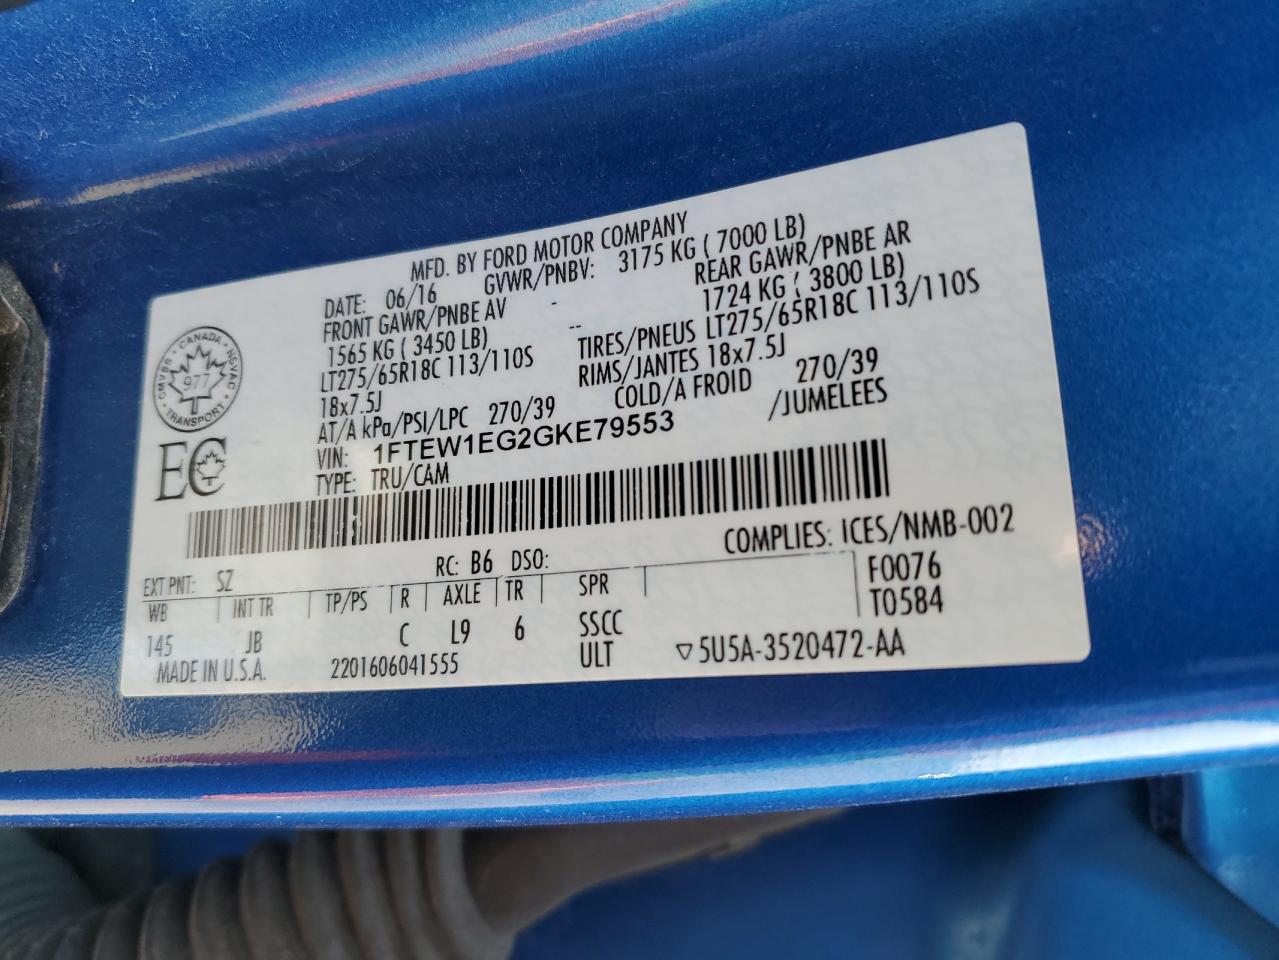 MFD. BY FORD MOTOR COMPANY
DATE: 06/16 GVWR/PNBV: 3175 KG ( 7000 LB)
FRONT GAWR/PNBE AV - REAR GAWR/PNBE AR
1565 KG ( 3450 LB) -- 1724 KG ( 3800 LB)
LT275/65R18C 113/110S TIRES/PNEUS LT275/65R18C 113/110S
18x7.5J RIMS/JANTES 18x7.5J
AT/A kPa/PSI/LPC 270/39 COLD/A FROID 270/39
VIN: 1FTEW1EG2GKE79553 /JUMELEES
TYPE: TRU/CAM
CMVSS - CANADA - NSVAC
977
TRANSPORT
EC
COMPLIES: ICES/NMB-002
EXT PNT: SZ RC: B6 DSO:
WB INT TR TP/PS R AXLE TR SPR F0076
T0584
145 JB C L9 6 SSCC
MADE IN U.S.A. 2201606041555 ULT ▽5U5A-3520472-AA